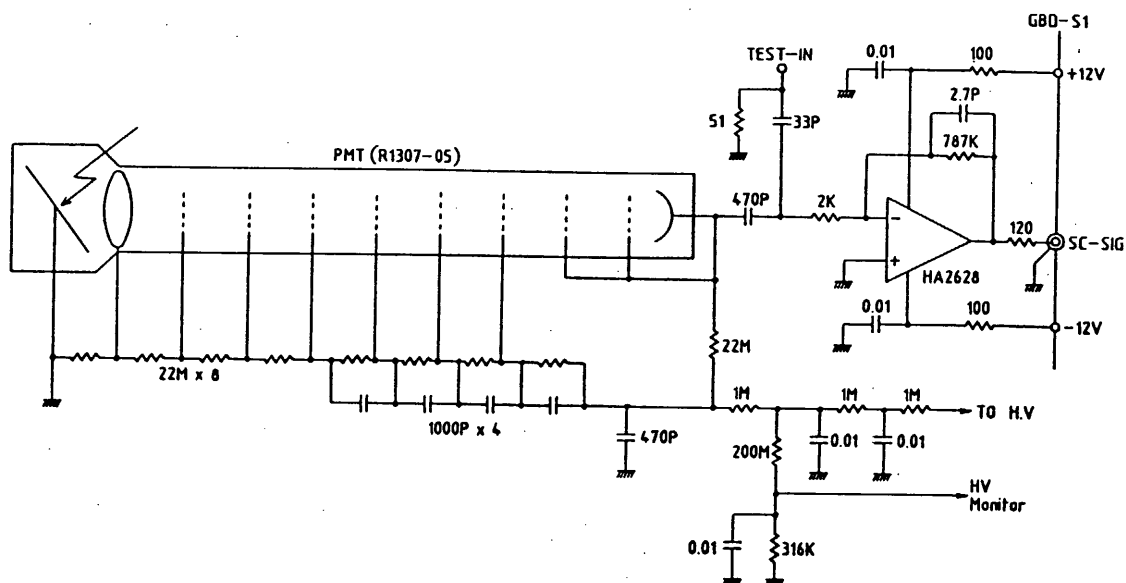 GBD-S1
0.01
100
+12V
TEST-IN
2.7P
51
33P
787K
PMT (R1307-05)
470P
2K
−
+
120
SC-SIG
HA2628
0.01
100
-12V
22M
22M x 8
1M
1M
1M
TO H.V
1000P x 4
470P
200M
0.01
0.01
HV
Monitor
0.01
316K